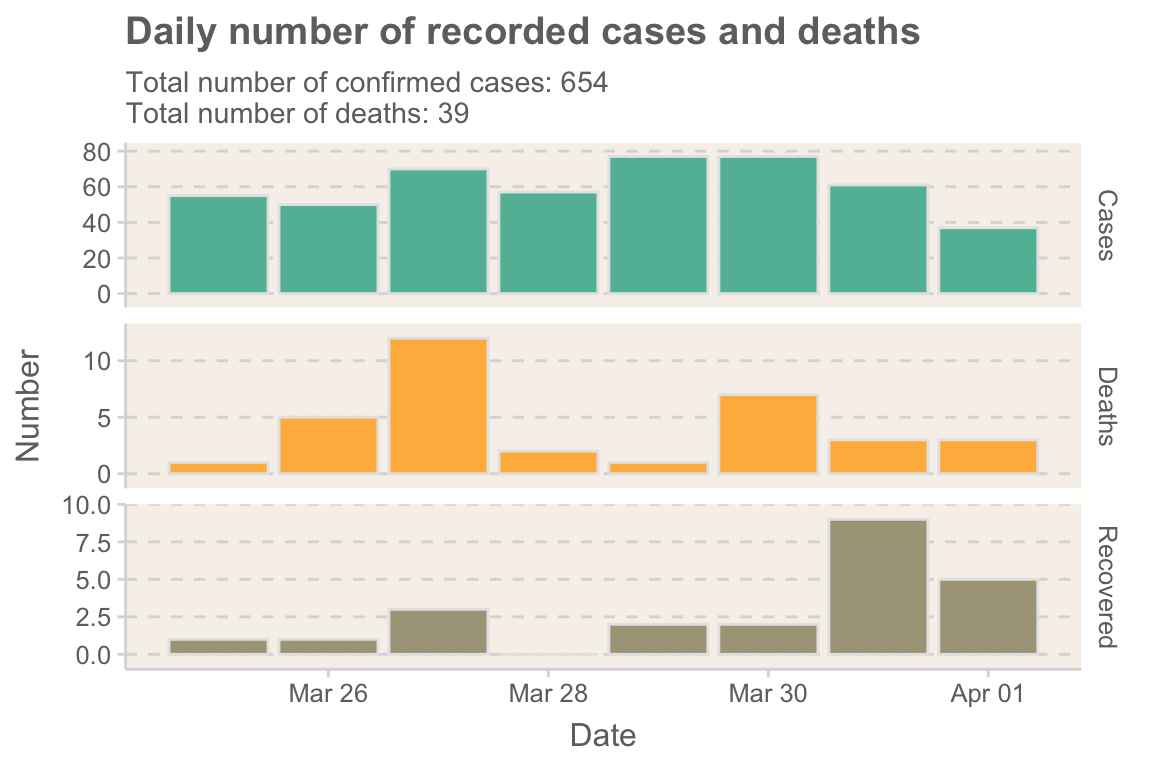 Daily number of recorded cases and deaths
Total number of confirmed cases: 654
Total number of deaths: 39
80
60
40
20
0
Cases
10
5
0
Deaths
10.0
7.5
5.0
2.5
0.0
Recovered
Number
Mar 26 Mar 28 Mar 30 Apr 01
Date